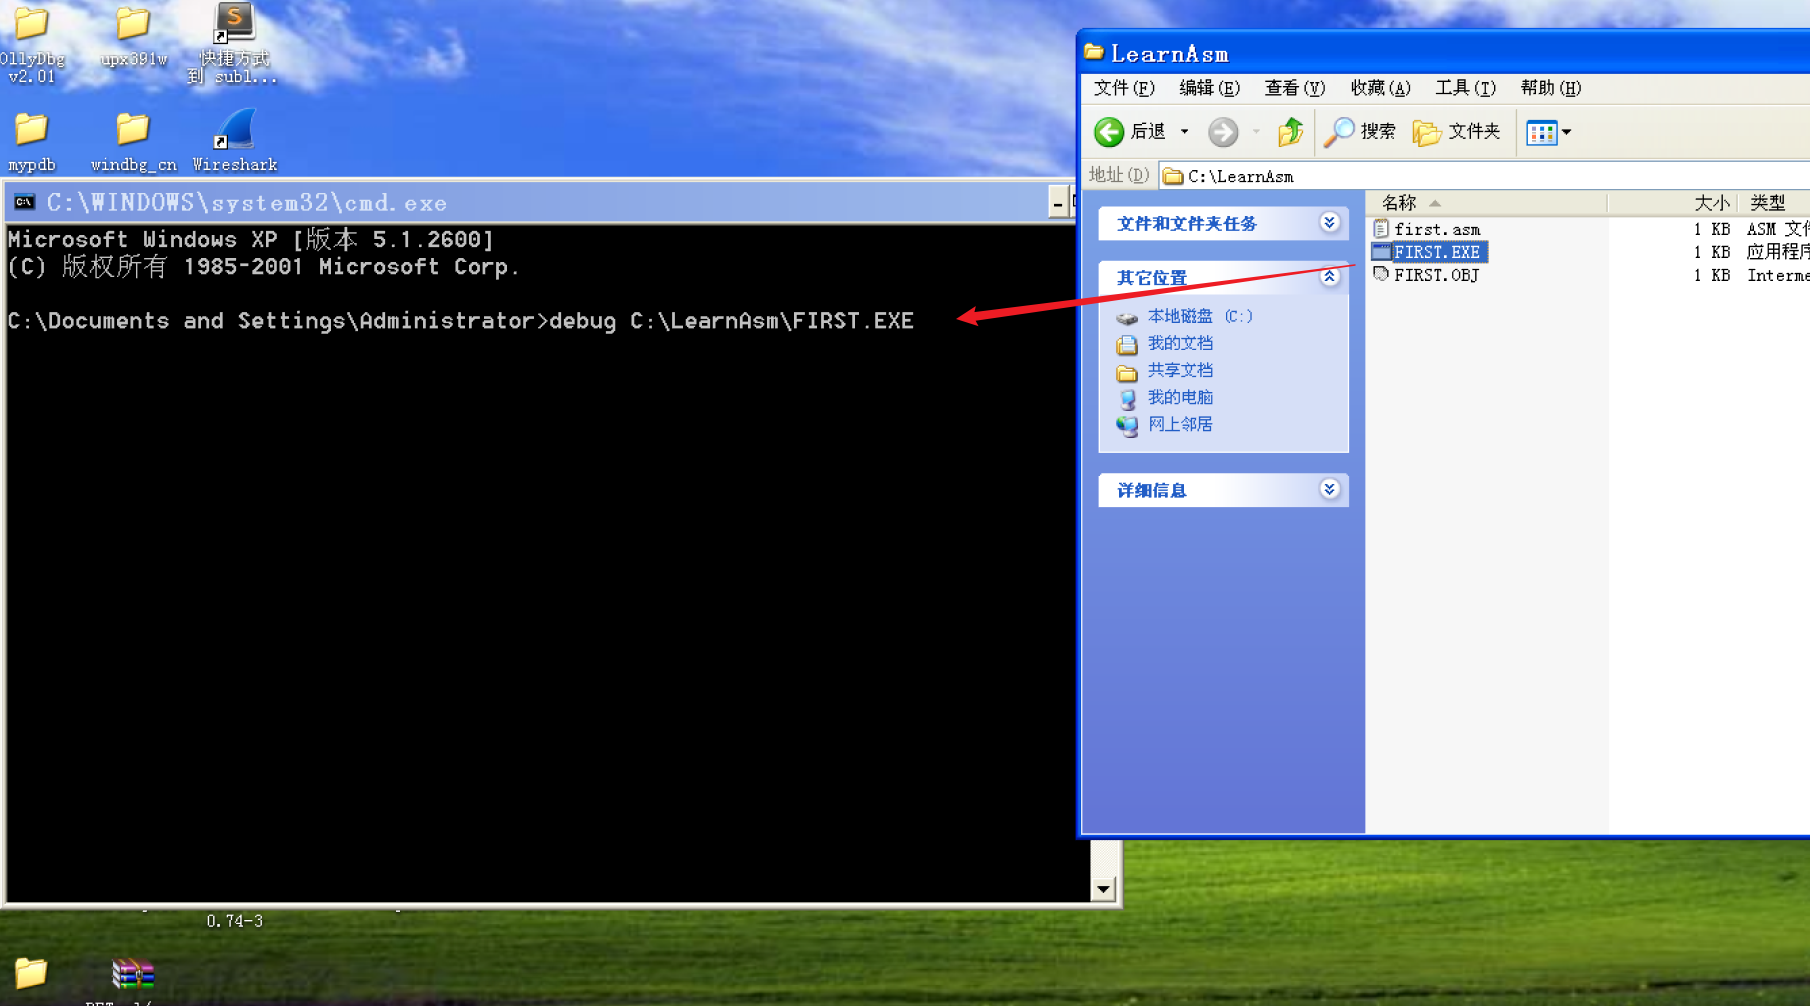 OllyDbg
v2.01
upx391w
快捷方式
到 subl...
mypdb
windbg_cn
Wireshark
C:\WINDOWS\system32\cmd.exe
Microsoft Windows XP [版本 5.1.2600]
(C) 版权所有 1985-2001 Microsoft Corp.
C:\Documents and Settings\Administrator>debug C:\LearnAsm\FIRST.EXE
0.74-3
LearnAsm
文件(F) 编辑(E) 查看(V) 收藏(A) 工具(T) 帮助(H)
后退 搜索 文件夹
地址(D) C:\LearnAsm
文件和文件夹任务
其它位置
本地磁盘 (C:)
我的文档
共享文档
我的电脑
网上邻居
详细信息
名称 大小 类型
first.asm 1 KB ASM 文件
FIRST.EXE 1 KB 应用程序
FIRST.OBJ 1 KB Interme